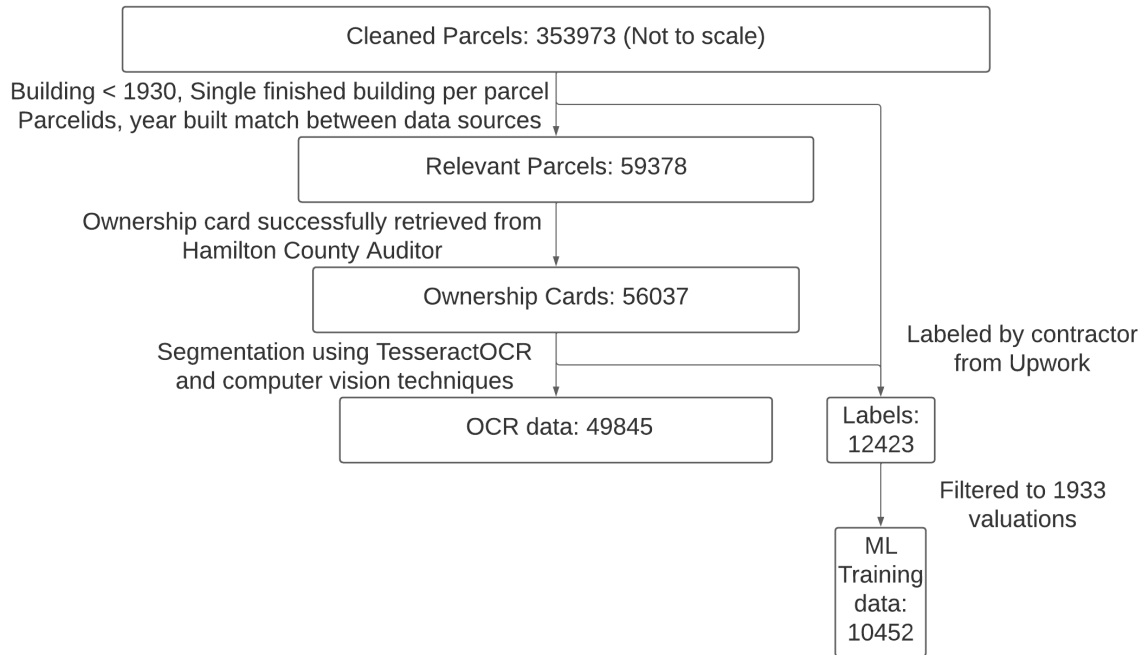 Cleaned Parcels: 353973 (Not to scale)
Building < 1930, Single finished building per parcel
Parcelids, year built match between data sources
Relevant Parcels: 59378
Ownership card successfully retrieved from
Hamilton County Auditor
Ownership Cards: 56037
Segmentation using TesseractOCR
and computer vision techniques
Labeled by contractor
from Upwork
OCR data: 49845
Labels:
12423
Filtered to 1933
valuations
ML
Training
data:
10452